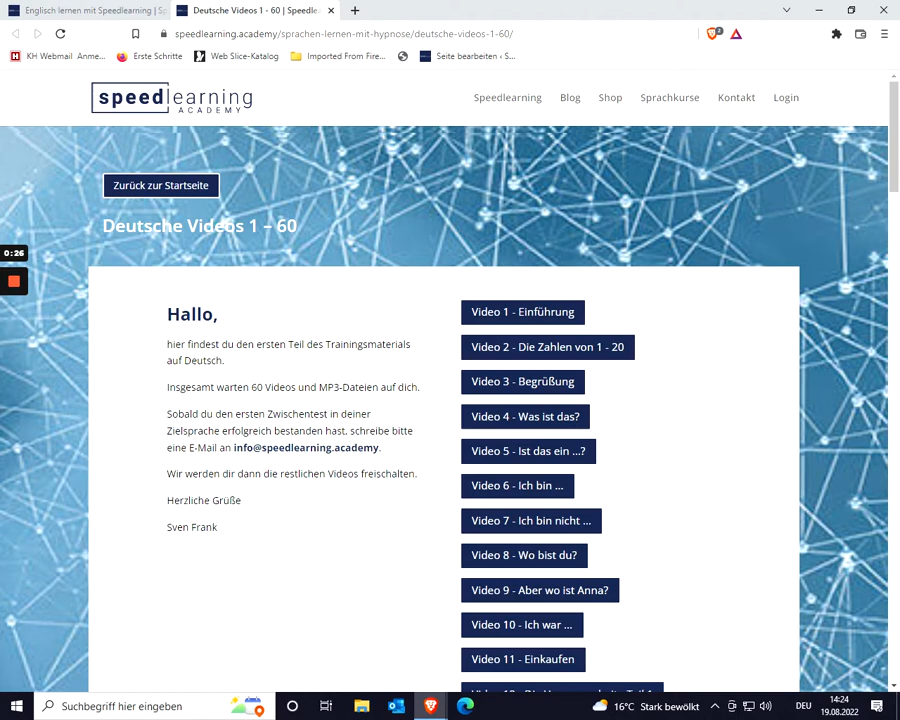 Englisch lernen mit Speedlearning | Sp
Deutsche Videos 1 - 60 | Speedle
speedlearning.academy/sprachen-lernen-mit-hypnose/deutsche-videos-1-60/
2
KH Webmail Anme...
Erste Schritte
Web Slice-Katalog
Imported From Fire...
Seite bearbeiten ‹ S...
speedlearning
ACADEMY
Speedlearning
Blog
Shop
Sprachkurse
Kontakt
Login
Zurück zur Startseite
Deutsche Videos 1 – 60
0:26
Hallo,
hier findest du den ersten Teil des Trainingsmaterials
auf Deutsch.
Insgesamt warten 60 Videos und MP3-Dateien auf dich.
Sobald du den ersten Zwischentest in deiner
Zielsprache erfolgreich bestanden hast, schreibe bitte
eine E-Mail an info@speedlearning.academy.
Wir werden dir dann die restlichen Videos freischalten.
Herzliche Grüße
Sven Frank
Video 1 - Einführung
Video 2 - Die Zahlen von 1 - 20
Video 3 - Begrüßung
Video 4 - Was ist das?
Video 5 - Ist das ein ...?
Video 6 - Ich bin ...
Video 7 - Ich bin nicht ...
Video 8 - Wo bist du?
Video 9 - Aber wo ist Anna?
Video 10 - Ich war ...
Video 11 - Einkaufen
Suchbegriff hier eingeben
16°C Stark bewölkt
DEU
14:24
19.08.2022